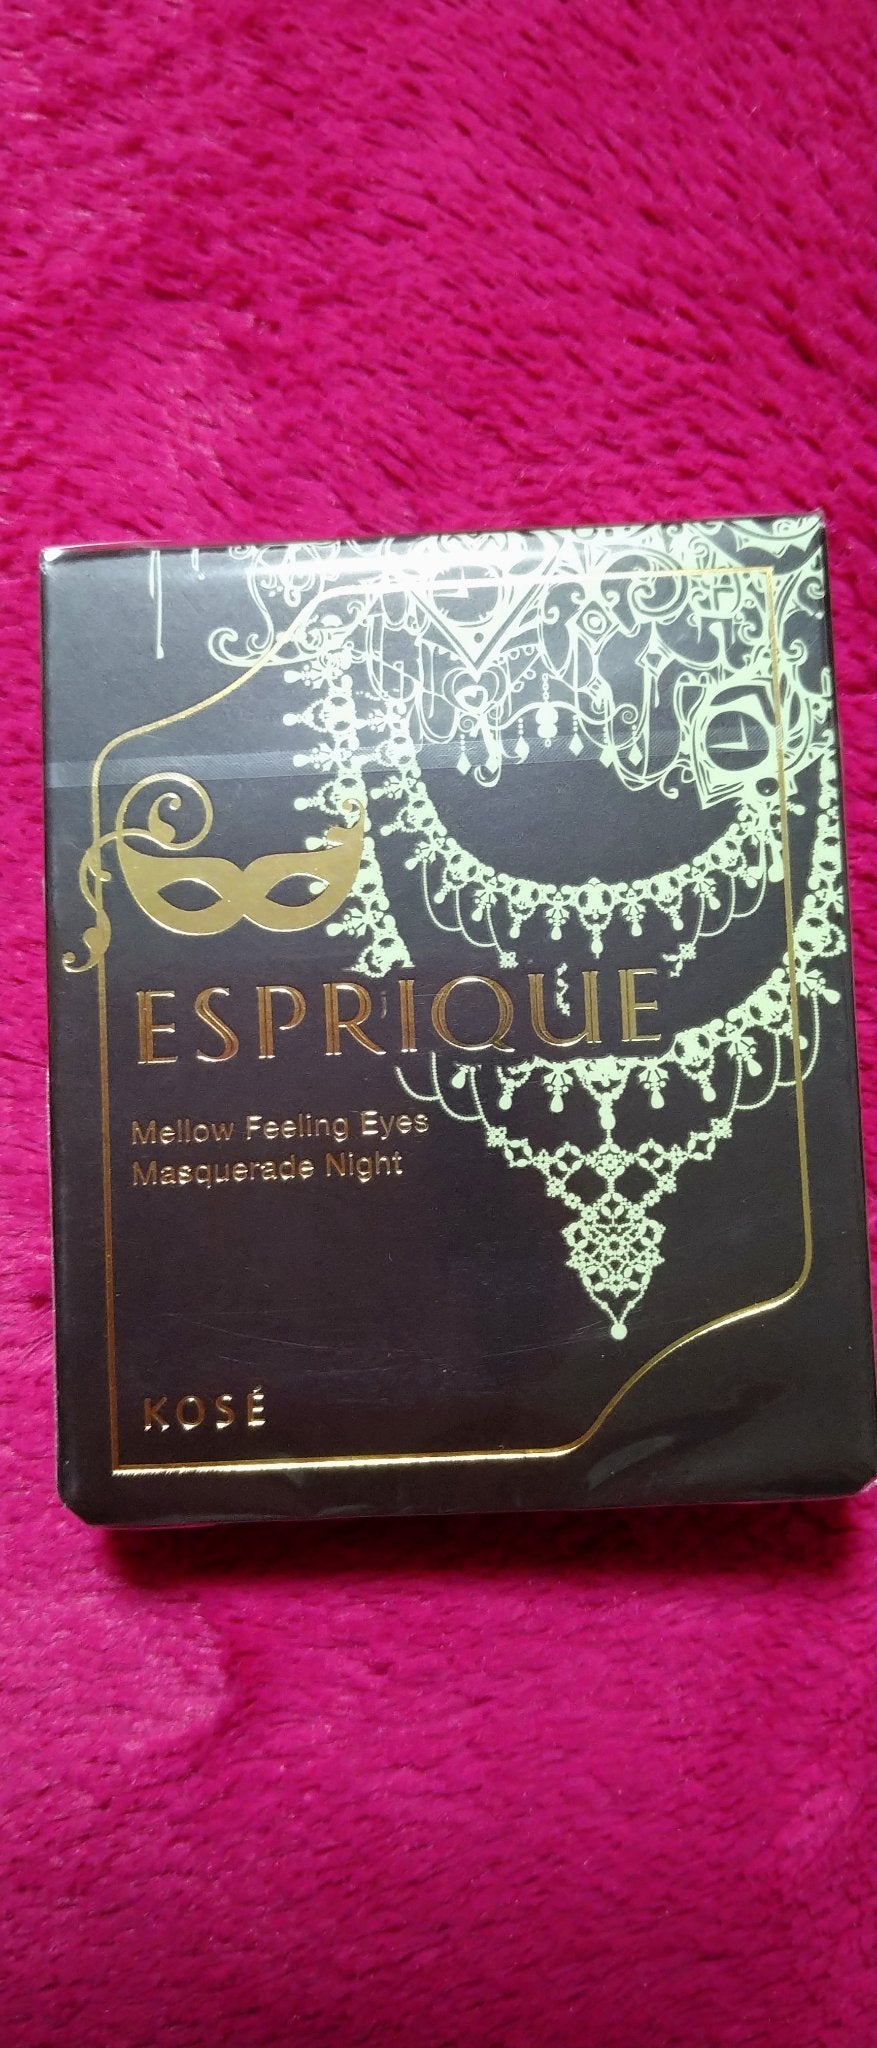 ESPRIQUE
Mellow Feeling Eyes
Masquerade Night
KOSÉ